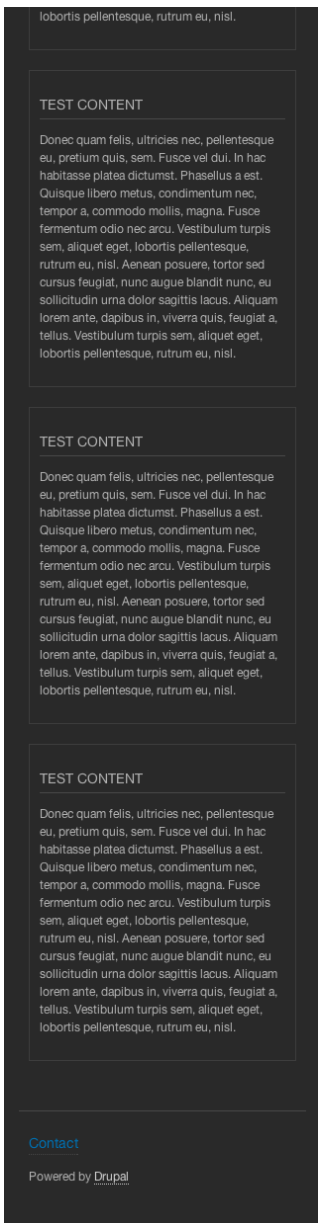 lobortis pellentesque, rutrum eu, nisl.
TEST CONTENT
Donec quam felis, ultricies nec, pellentesque
eu, pretium quis, sem. Fusce vel dui. In hac
habitasse platea dictumst. Phasellus a est.
Quisque libero metus, condimentum nec,
tempor a, commodo mollis, magna. Fusce
fermentum odio nec arcu. Vestibulum turpis
sem, aliquet eget, lobortis pellentesque,
rutrum eu, nisl. Aenean posuere, tortor sed
cursus feugiat, nunc augue blandit nunc, eu
sollicitudin urna dolor sagittis lacus. Aliquam
lorem ante, dapibus in, viverra quis, feugiat a,
tellus. Vestibulum turpis sem, aliquet eget,
lobortis pellentesque, rutrum eu, nisl.
TEST CONTENT
Donec quam felis, ultricies nec, pellentesque
eu, pretium quis, sem. Fusce vel dui. In hac
habitasse platea dictumst. Phasellus a est.
Quisque libero metus, condimentum nec,
tempor a, commodo mollis, magna. Fusce
fermentum odio nec arcu. Vestibulum turpis
sem, aliquet eget, lobortis pellentesque,
rutrum eu, nisl. Aenean posuere, tortor sed
cursus feugiat, nunc augue blandit nunc, eu
sollicitudin urna dolor sagittis lacus. Aliquam
lorem ante, dapibus in, viverra quis, feugiat a,
tellus. Vestibulum turpis sem, aliquet eget,
lobortis pellentesque, rutrum eu, nisl.
TEST CONTENT
Donec quam felis, ultricies nec, pellentesque
eu, pretium quis, sem. Fusce vel dui. In hac
habitasse platea dictumst. Phasellus a est.
Quisque libero metus, condimentum nec,
tempor a, commodo mollis, magna. Fusce
fermentum odio nec arcu. Vestibulum turpis
sem, aliquet eget, lobortis pellentesque,
rutrum eu, nisl. Aenean posuere, tortor sed
cursus feugiat, nunc augue blandit nunc, eu
sollicitudin urna dolor sagittis lacus. Aliquam
lorem ante, dapibus in, viverra quis, feugiat a,
tellus. Vestibulum turpis sem, aliquet eget,
lobortis pellentesque, rutrum eu, nisl.
Contact
Powered by Drupal